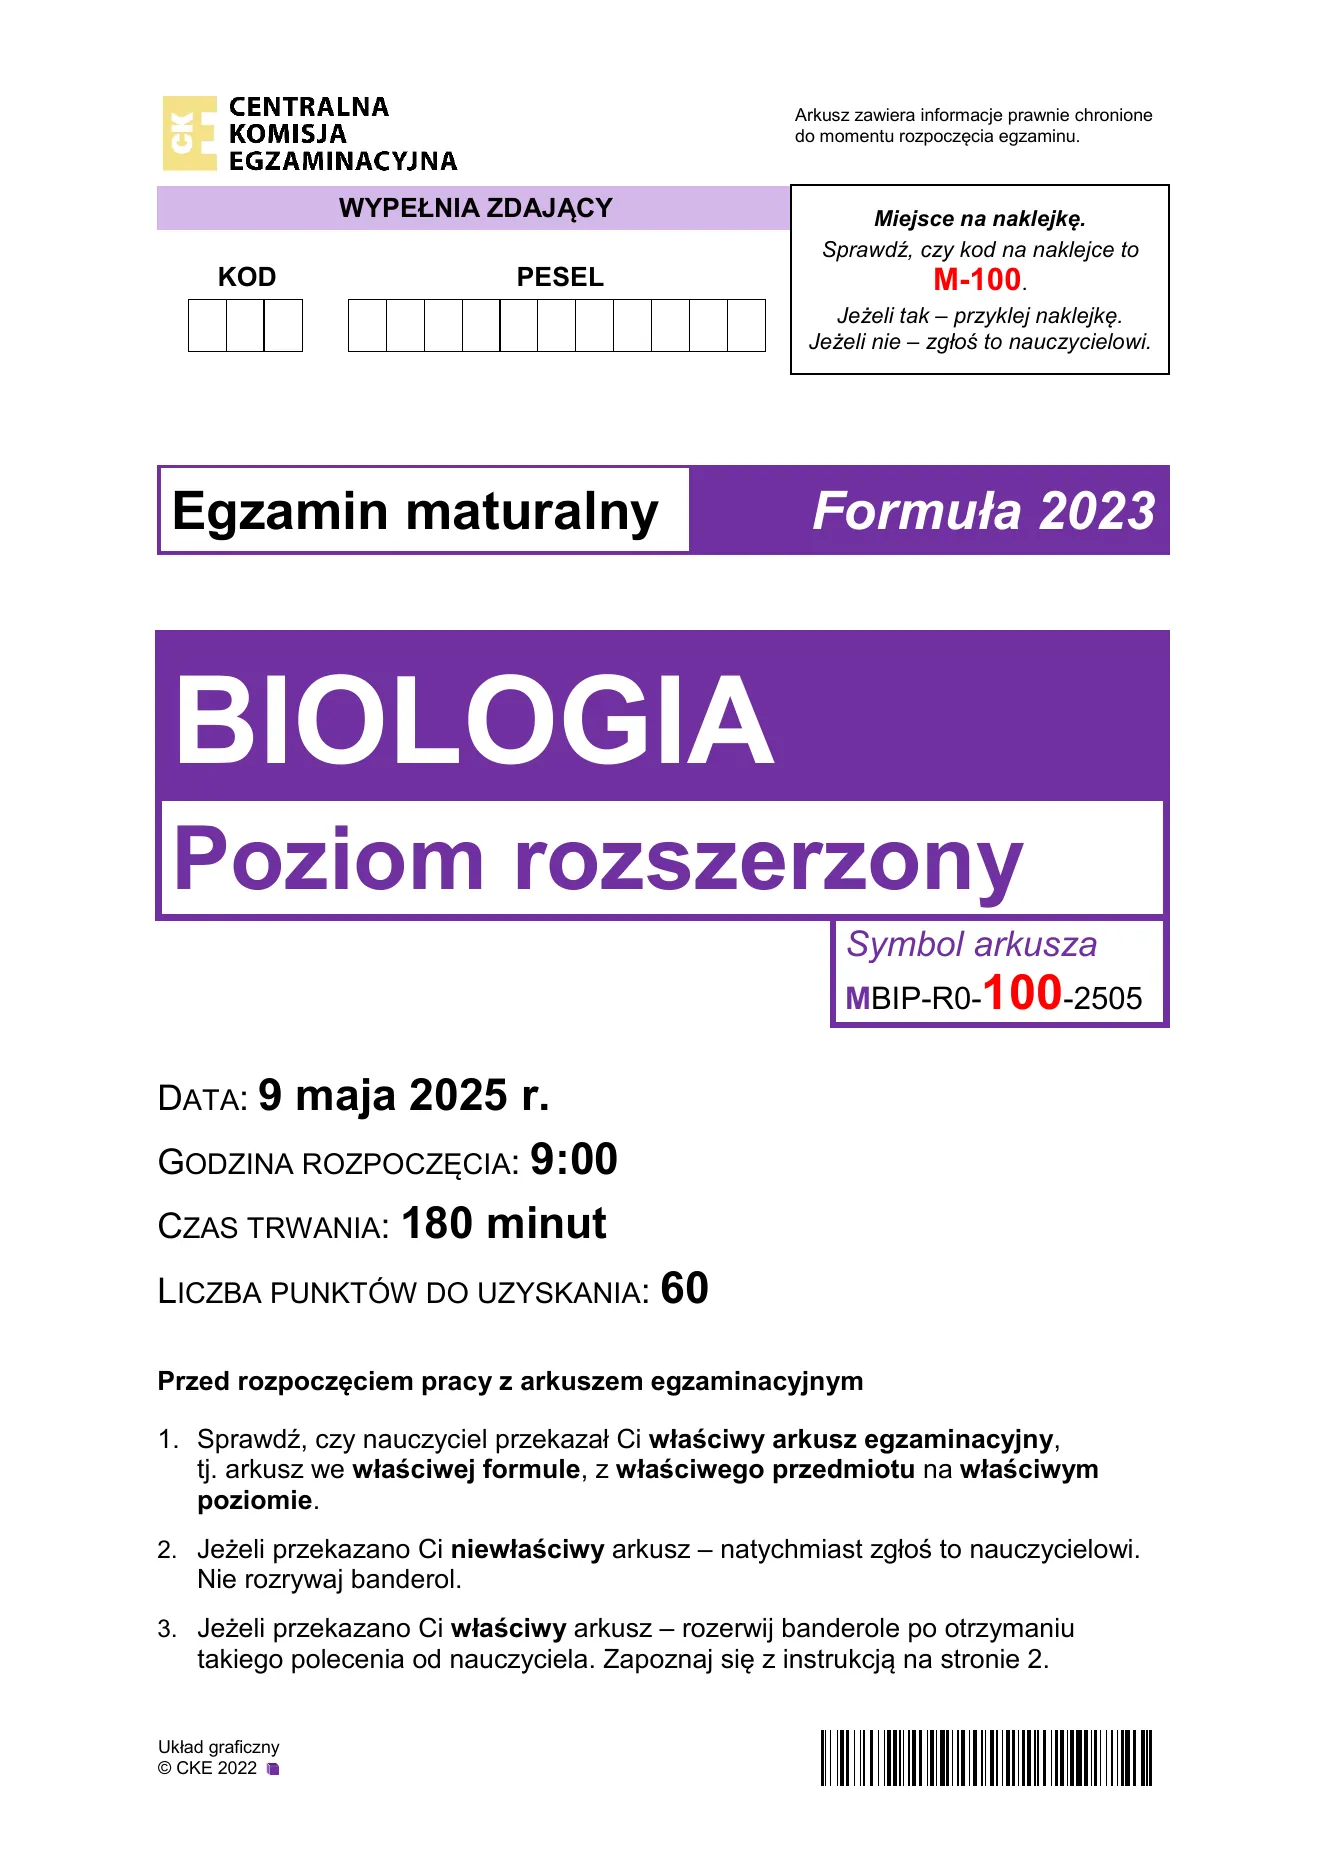 CK
CENTRALNA
KOMISJA
EGZAMINACYJNA
Arkusz zawiera informacje prawnie chronione
do momentu rozpoczęcia egzaminu.
WYPEŁNIA ZDAJĄCY
KOD
PESEL
Miejsce na naklejkę.
Sprawdź, czy kod na naklejce to
M-100.
Jeżeli tak – przyklej naklejkę.
Jeżeli nie – zgłoś to nauczycielowi.
Egzamin maturalny
Formuła 2023
BIOLOGIA
Poziom rozszerzony
Symbol arkusza
MBIP-R0-100-2505
DATA: 9 maja 2025 r.
GODZINA ROZPOCZĘCIA: 9:00
CZAS TRWANIA: 180 minut
LICZBA PUNKTÓW DO UZYSKANIA: 60
Przed rozpoczęciem pracy z arkuszem egzaminacyjnym
1. Sprawdź, czy nauczyciel przekazał Ci właściwy arkusz egzaminacyjny,
tj. arkusz we właściwej formule, z właściwego przedmiotu na właściwym
poziomie.
2. Jeżeli przekazano Ci niewłaściwy arkusz – natychmiast zgłoś to nauczycielowi.
Nie rozrywaj banderol.
3. Jeżeli przekazano Ci właściwy arkusz – rozerwij banderole po otrzymaniu
takiego polecenia od nauczyciela. Zapoznaj się z instrukcją na stronie 2.
Układ graficzny
© CKE 2022